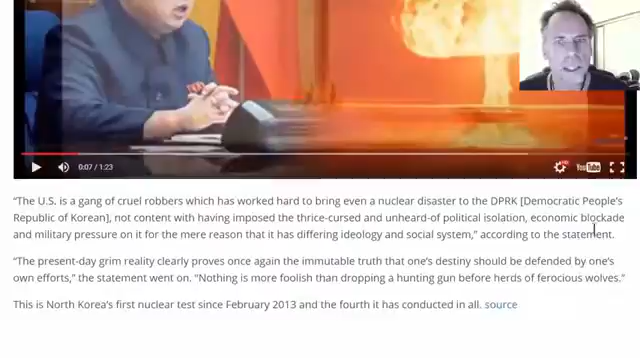 0:07 / 1:23
YouTube
“The U.S. is a gang of cruel robbers which has worked hard to bring even a nuclear disaster to the DPRK [Democratic People’s
Republic of Korean], not content with having imposed the thrice-cursed and unheard-of political isolation, economic blockade
and military pressure on it for the mere reason that it has differing ideology and social system,” according to the statement.
“The present-day grim reality clearly proves once again the immutable truth that one’s destiny should be defended by one’s
own efforts,” the statement went on. “Nothing is more foolish than dropping a hunting gun before herds of ferocious wolves.”
This is North Korea’s first nuclear test since February 2013 and the fourth it has conducted in all. source